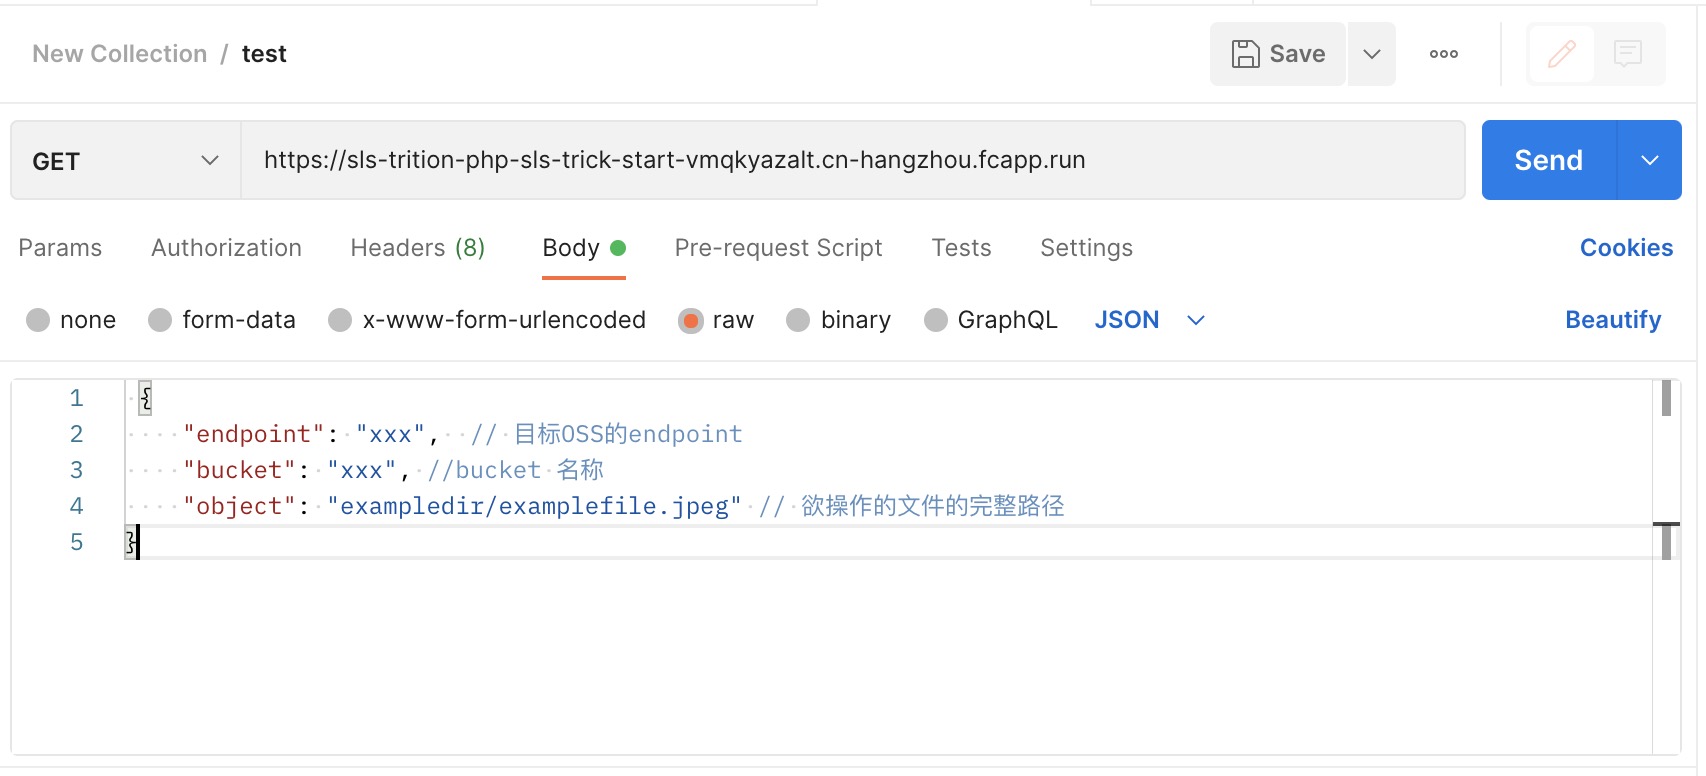 New Collection / test
Save
GET https://sls-trition-php-sls-trick-start-vmqkyazalt.cn-hangzhou.fcapp.run Send
Params Authorization Headers (8) Body Pre-request Script Tests Settings Cookies
none form-data x-www-form-urlencoded raw binary GraphQL JSON Beautify
1 {
2 "endpoint": "xxx", // 目标OSS的endpoint
3 "bucket": "xxx", //bucket 名称
4 "object": "exampledir/examplefile.jpeg" // 欲操作的文件的完整路径
5 }